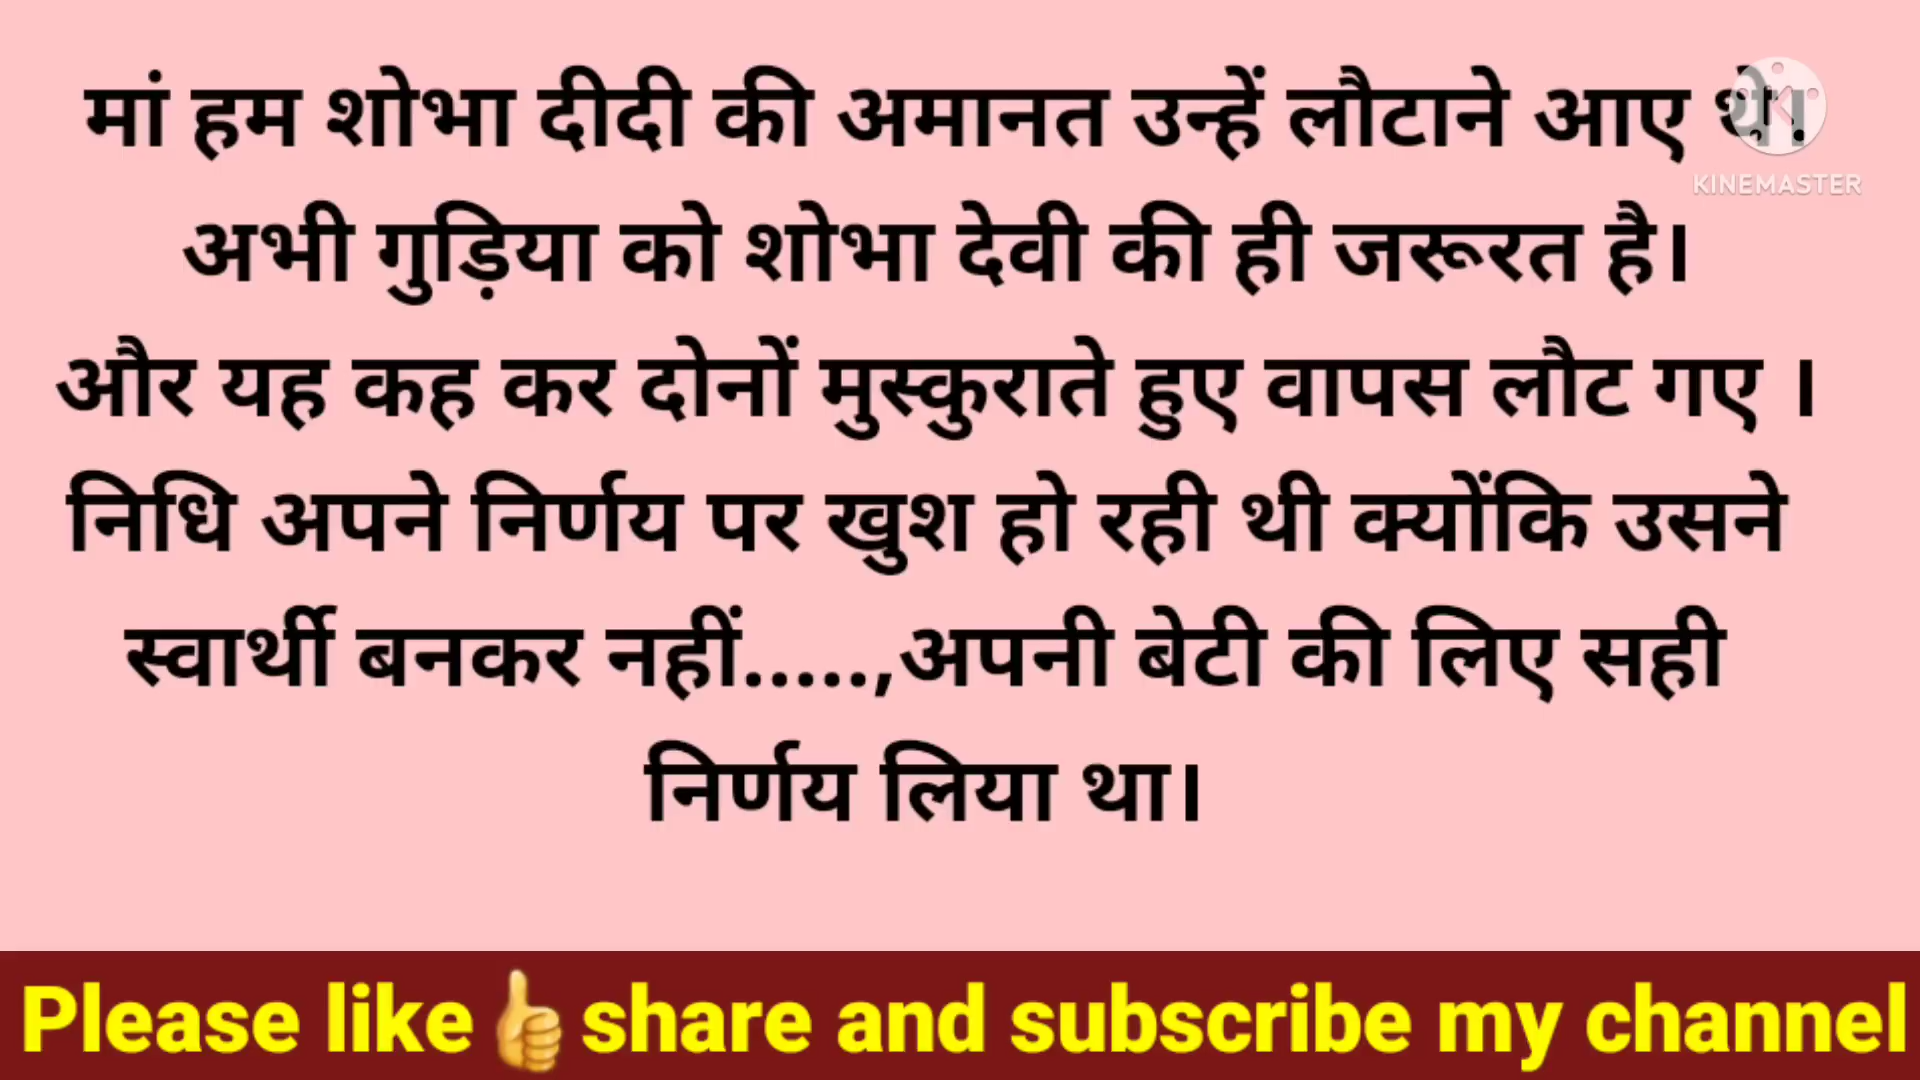 मां हम शोभा दीदी की अमानत उन्हें लौटाने आए थे।
KINEMASTER
अभी गुड़िया को शोभा देवी की ही जरूरत है।
और यह कह कर दोनों मुस्कुराते हुए वापस लौट गए ।
निधि अपने निर्णय पर खुश हो रही थी क्योंकि उसने
स्वार्थी बनकर नहीं.....,अपनी बेटी की लिए सही
निर्णय लिया था।
Please like👍share and subscribe my channel